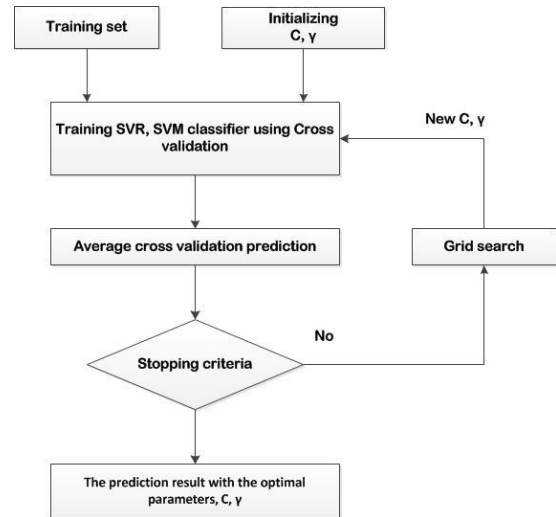 Training set
Initializing
C, γ
Training SVR, SVM classifier using Cross
validation
New C, γ
Average cross validation prediction
Grid search
No
Stopping criteria
The prediction result with the optimal
parameters, C, γ